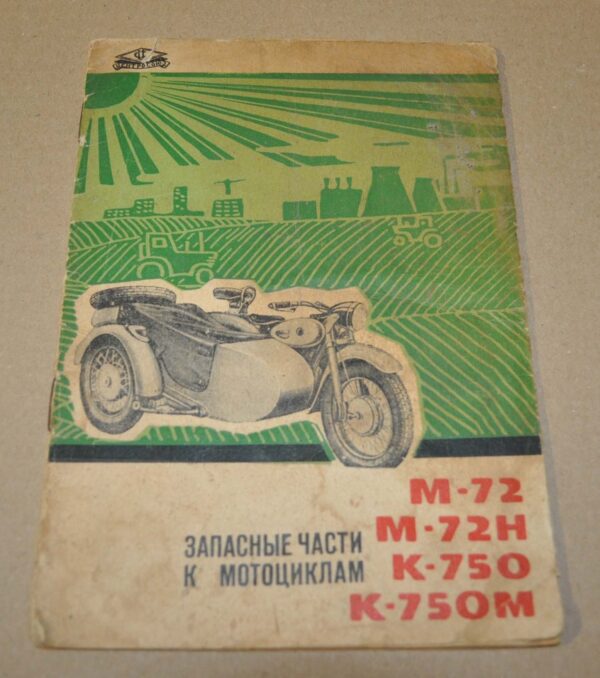 М-72
М-72Н
К-750
К-750М
ЗАПАСНЫЕ ЧАСТИ
К МОТОЦИКЛАМ